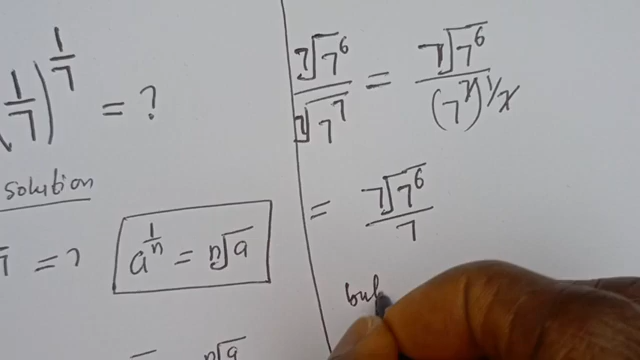 (1/7)^(1/7) = ?
solution
= ?
a^(1/n) = ⁿ√a
ⁿ√a
⁷√7⁶ / ⁷√7⁷ = ⁷√7⁶ / (7⁷)^(1/7)
= ⁷√7⁶ / 7
but